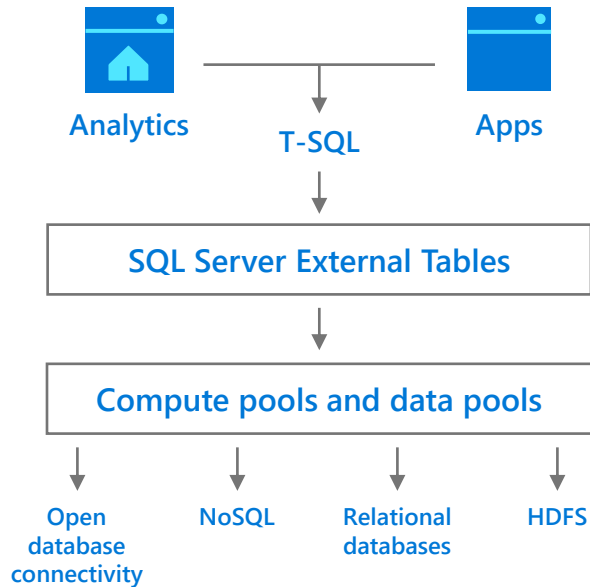 Analytics
Apps
T-SQL
SQL Server External Tables
Compute pools and data pools
Open
database
connectivity
NoSQL
Relational
databases
HDFS